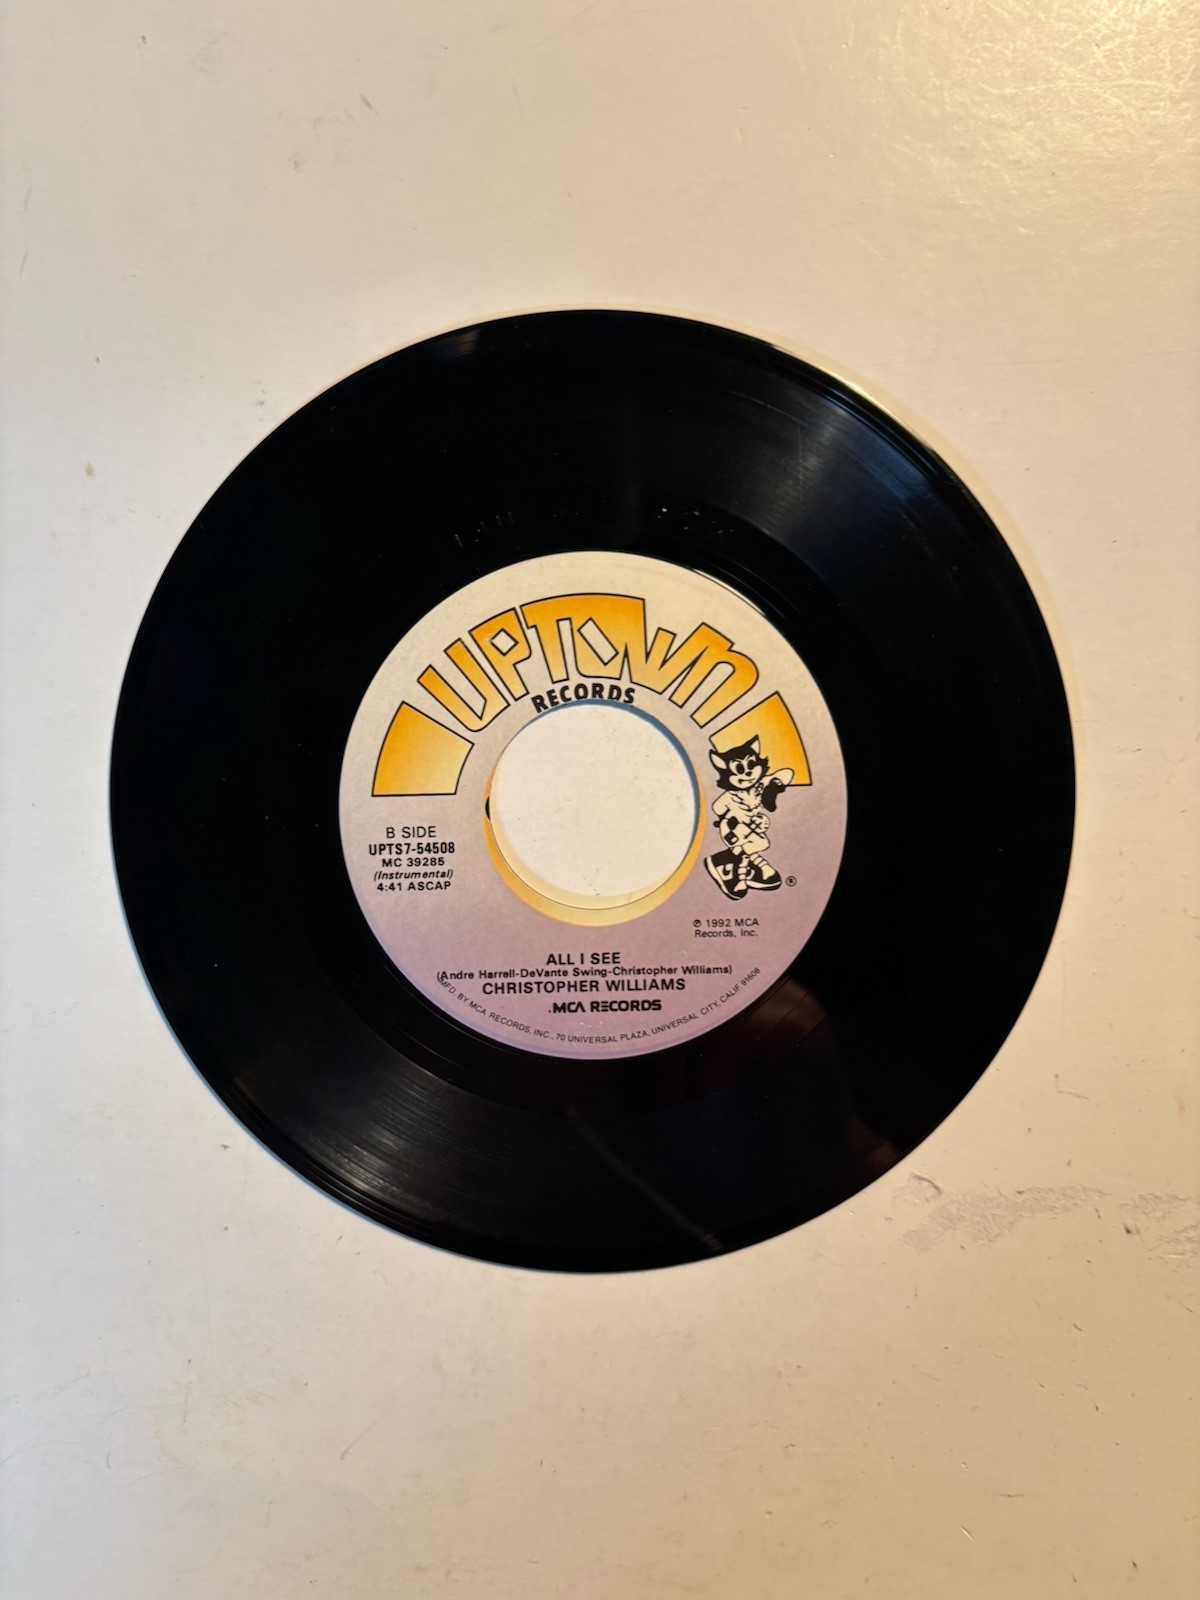 UPTOWN
RECORDS
B SIDE
UPTS7-54508
MC 39285
(Instrumental)
4:41 ASCAP
®
℗ 1992 MCA
Records, Inc.
ALL I SEE
(Andre Harrell-DeVante Swing-Christopher Williams)
CHRISTOPHER WILLIAMS
.MCA RECORDS
MFD. BY MCA RECORDS, INC., 70 UNIVERSAL PLAZA, UNIVERSAL CITY, CALIF. 91608